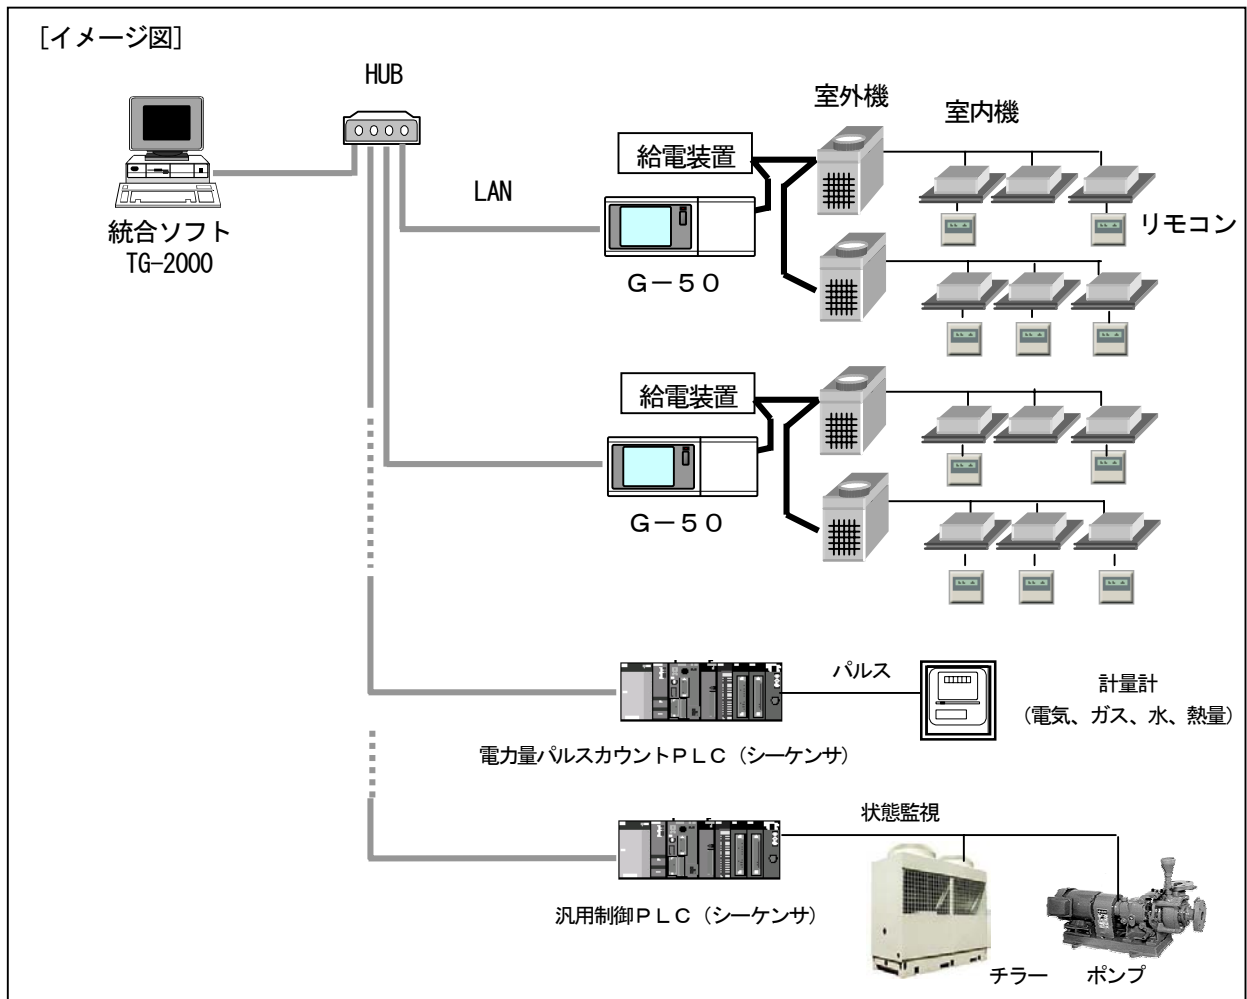 ［イメージ図］
HUB
室外機
室内機
給電装置
LAN
リモコン
統合ソフト
TG-2000
Ｇ－５０
給電装置
Ｇ－５０
パルス
計量計
（電気、ガス、水、熱量）
電力量パルスカウントＰＬＣ（シーケンサ）
状態監視
汎用制御ＰＬＣ（シーケンサ）
チラー
ポンプ